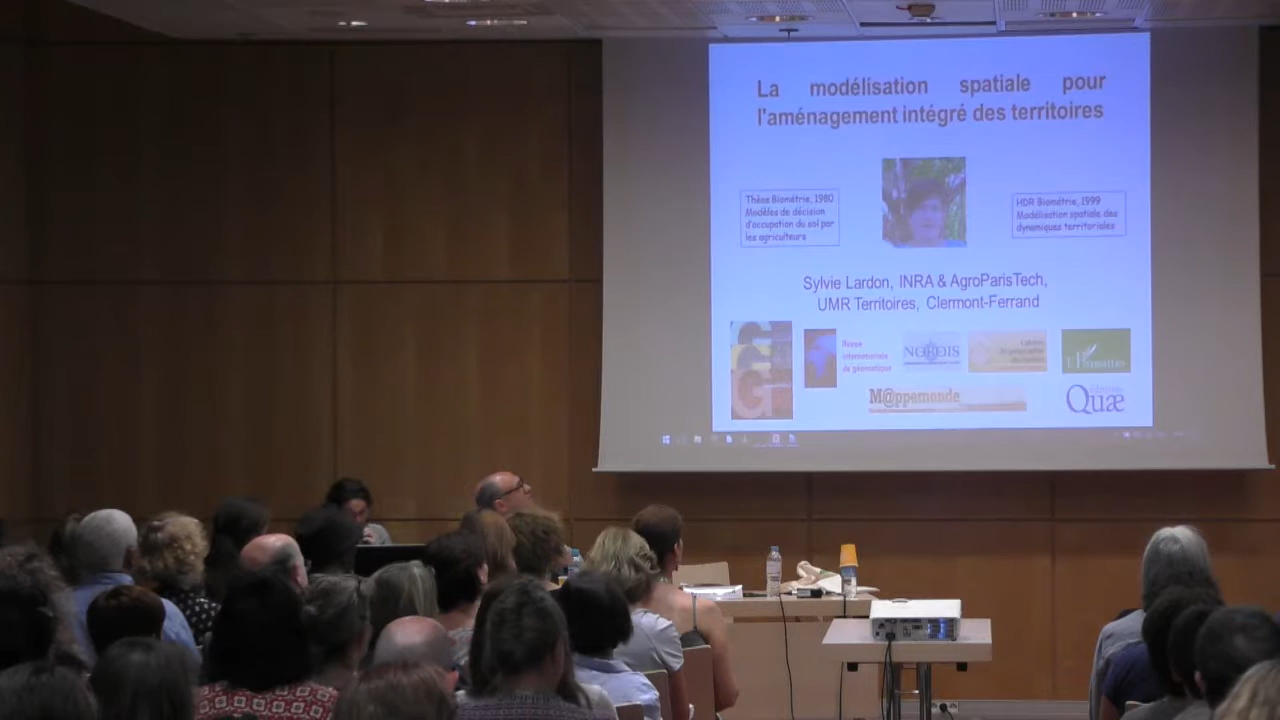 La modélisation spatiale pour
l'aménagement intégré des territoires
Thèse Biométrie, 1980
Modèles de décision
d'occupation du sol par
les agriculteurs
HDR Biométrie, 1999
Modélisation spatiale des
dynamiques territoriales
Sylvie Lardon, INRA & AgroParisTech,
UMR Territoires, Clermont-Ferrand
Revue
internationale
de géomatique
NOROIS
M@ppemonde
éditions
Quæ